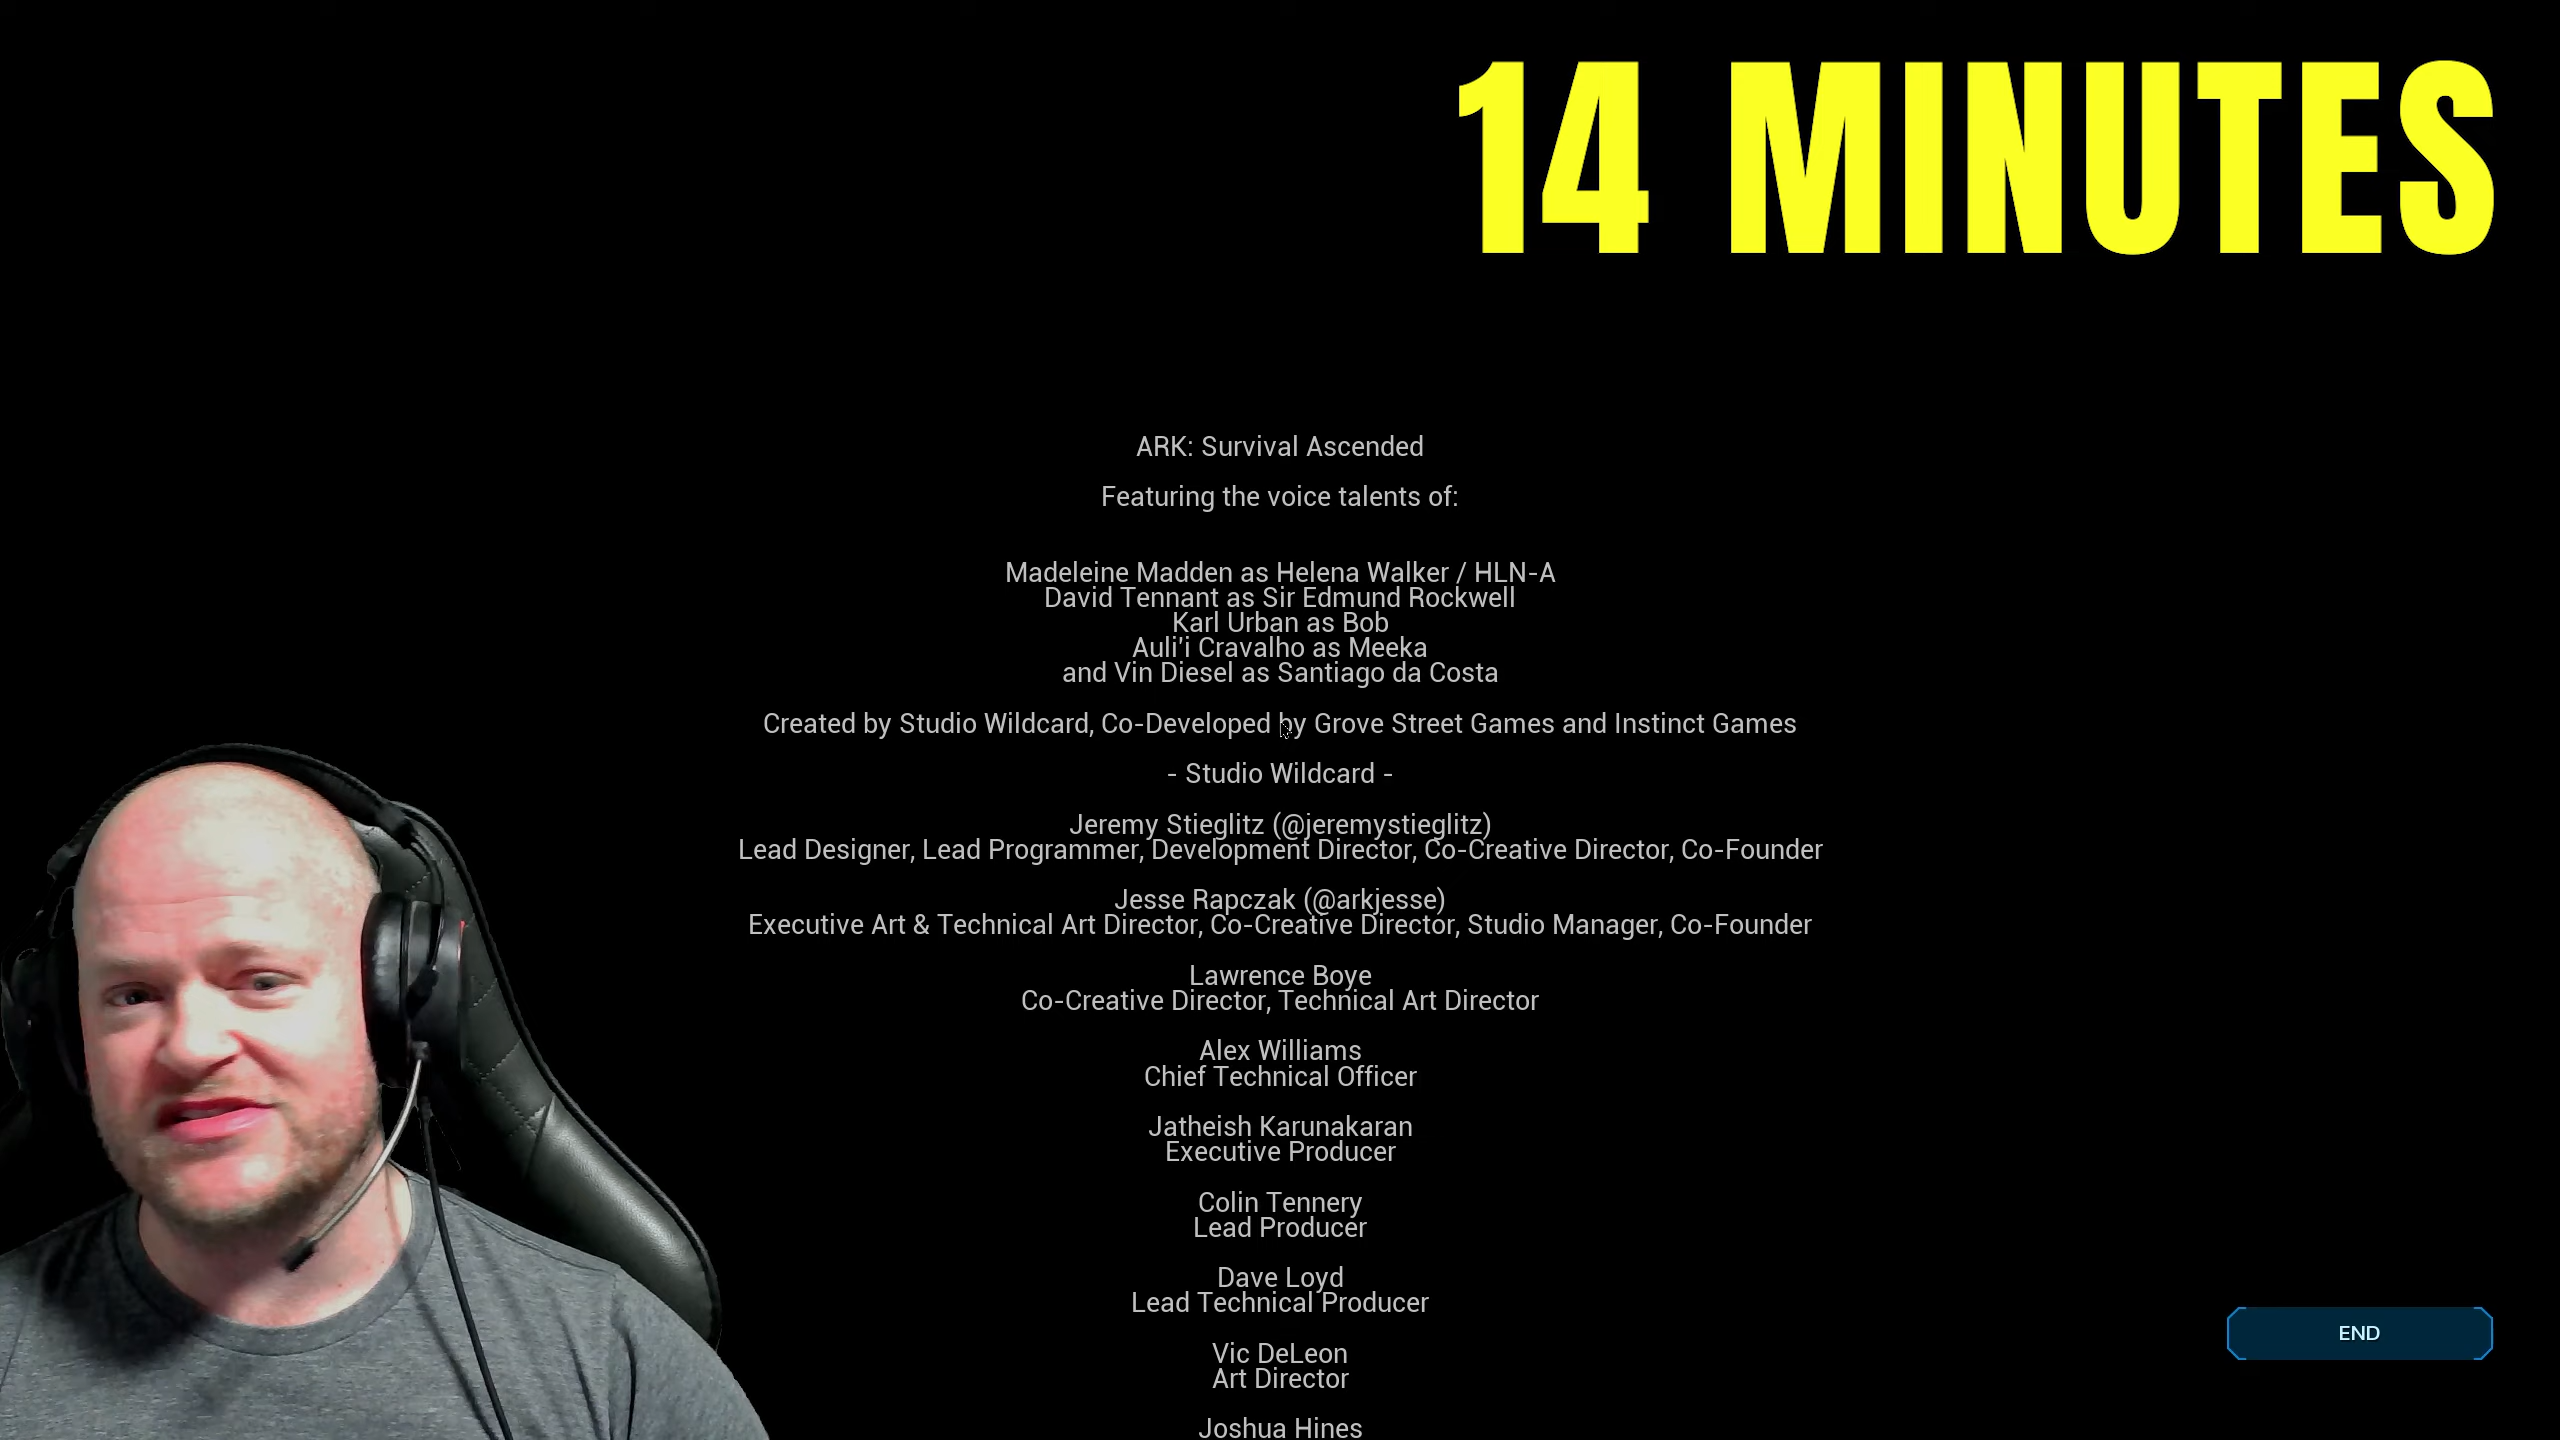 14 MINUTES
ARK: Survival Ascended
Featuring the voice talents of:
Madeleine Madden as Helena Walker / HLN-A
David Tennant as Sir Edmund Rockwell
Karl Urban as Bob
Auli'i Cravalho as Meeka
and Vin Diesel as Santiago da Costa
Created by Studio Wildcard, Co-Developed by Grove Street Games and Instinct Games
- Studio Wildcard -
Jeremy Stieglitz (@jeremystieglitz)
Lead Designer, Lead Programmer, Development Director, Co-Creative Director, Co-Founder
Jesse Rapczak (@arkjesse)
Executive Art & Technical Art Director, Co-Creative Director, Studio Manager, Co-Founder
Lawrence Boye
Co-Creative Director, Technical Art Director
Alex Williams
Chief Technical Officer
Jatheish Karunakaran
Executive Producer
Colin Tennery
Lead Producer
Dave Loyd
Lead Technical Producer
Vic DeLeon
Art Director
Joshua Hines
END